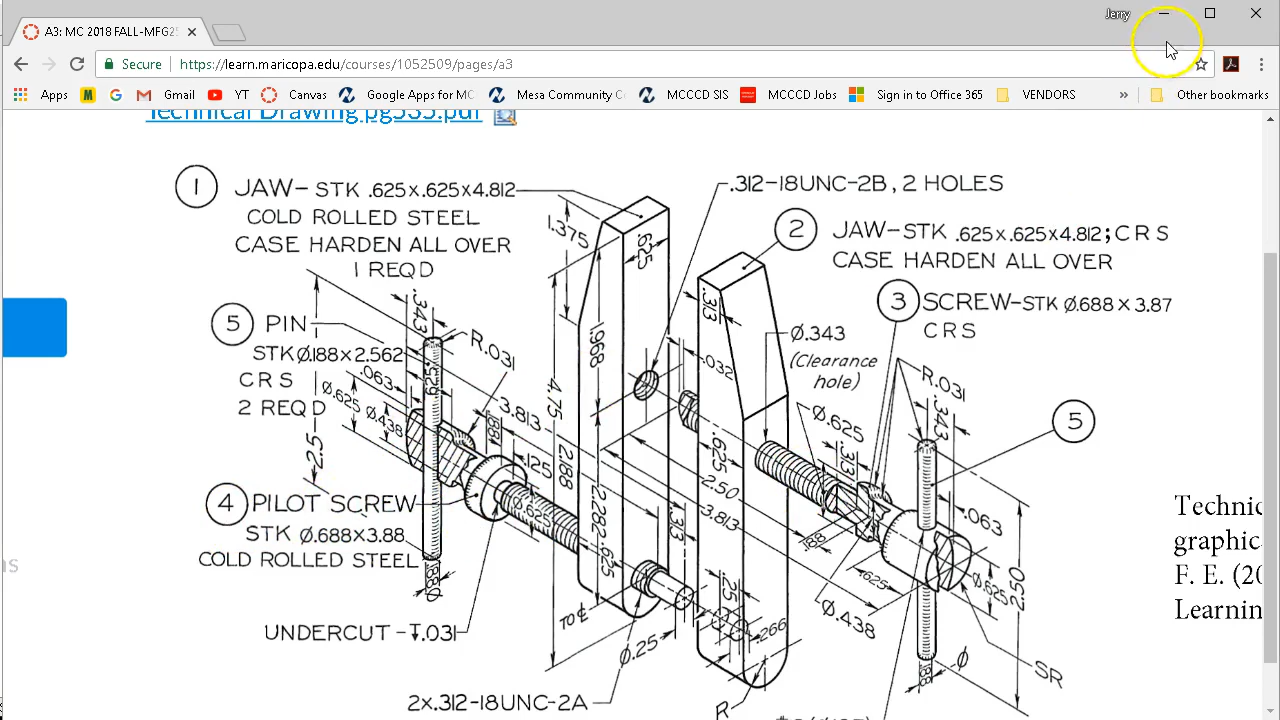 Jerry
A3: MC 2018 FALL-MFG2
Secure
https://learn.maricopa.edu/courses/1052509/pages/a3
Apps
M
Gmail
YT
Canvas
Google Apps for MC
Mesa Community C
MCCCD SIS
MCCCD Jobs
Sign in to Office 365
VENDORS
»
Other bookmarks
Technical Drawing pg535.pdf
1 JAW- STK .625x.625x4.812
COLD ROLLED STEEL
CASE HARDEN ALL OVER
1 REQD
.312-18UNC-2B, 2 HOLES
2 JAW-STK .625x.625x4.812; CRS
CASE HARDEN ALL OVER
3 SCREW-STK Ø.688 X 3.87
CRS
5 PIN
STK Ø.188X2.562
CRS
2 REQD
4 PILOT SCREW
STK Ø.688X3.88
COLD ROLLED STEEL
UNDERCUT-↧.031
2x.312-18UNC-2A
1.375
.625
.313
.032
Ø.343
(Clearance
hole)
Ø.625
.313
R.031
.343
5
.343
R.031
.063
Ø.625
Ø.438
2.5
3.813
.188
.125
Ø.625
1.968
4.75
2.88
2.282
.625
TO ℄
.625
2.50
3.813
.313
.25
.266
Ø.25
R
.188
.625
Ø.438
.063
Ø.625
2.50
SR
.188 Ø
.188 Ø
Technic
graphic
F. E. (20
Learnin